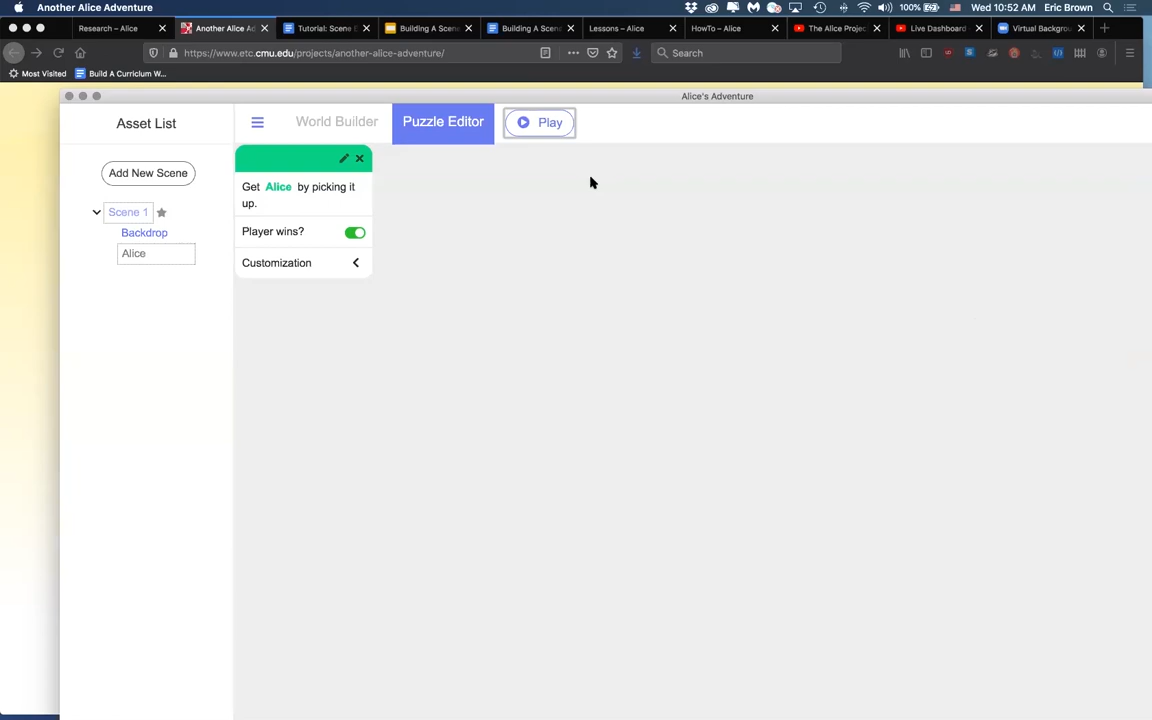 Another Alice Adventure
100%
Wed 10:52 AM Eric Brown
Research – Alice
Another Alice Ad
Tutorial: Scene E
Building A Scene
Building A Scen
Lessons – Alice
HowTo – Alice
The Alice Projec
Live Dashboard
Virtual Backgrou
https://www.etc.cmu.edu/projects/another-alice-adventure/
Search
Most Visited
Build A Curriclum W...
Alice's Adventure
Asset List
World Builder
Puzzle Editor
Play
Add New Scene
Scene 1
Backdrop
Alice
Get Alice by picking it
up.
Player wins?
Customization